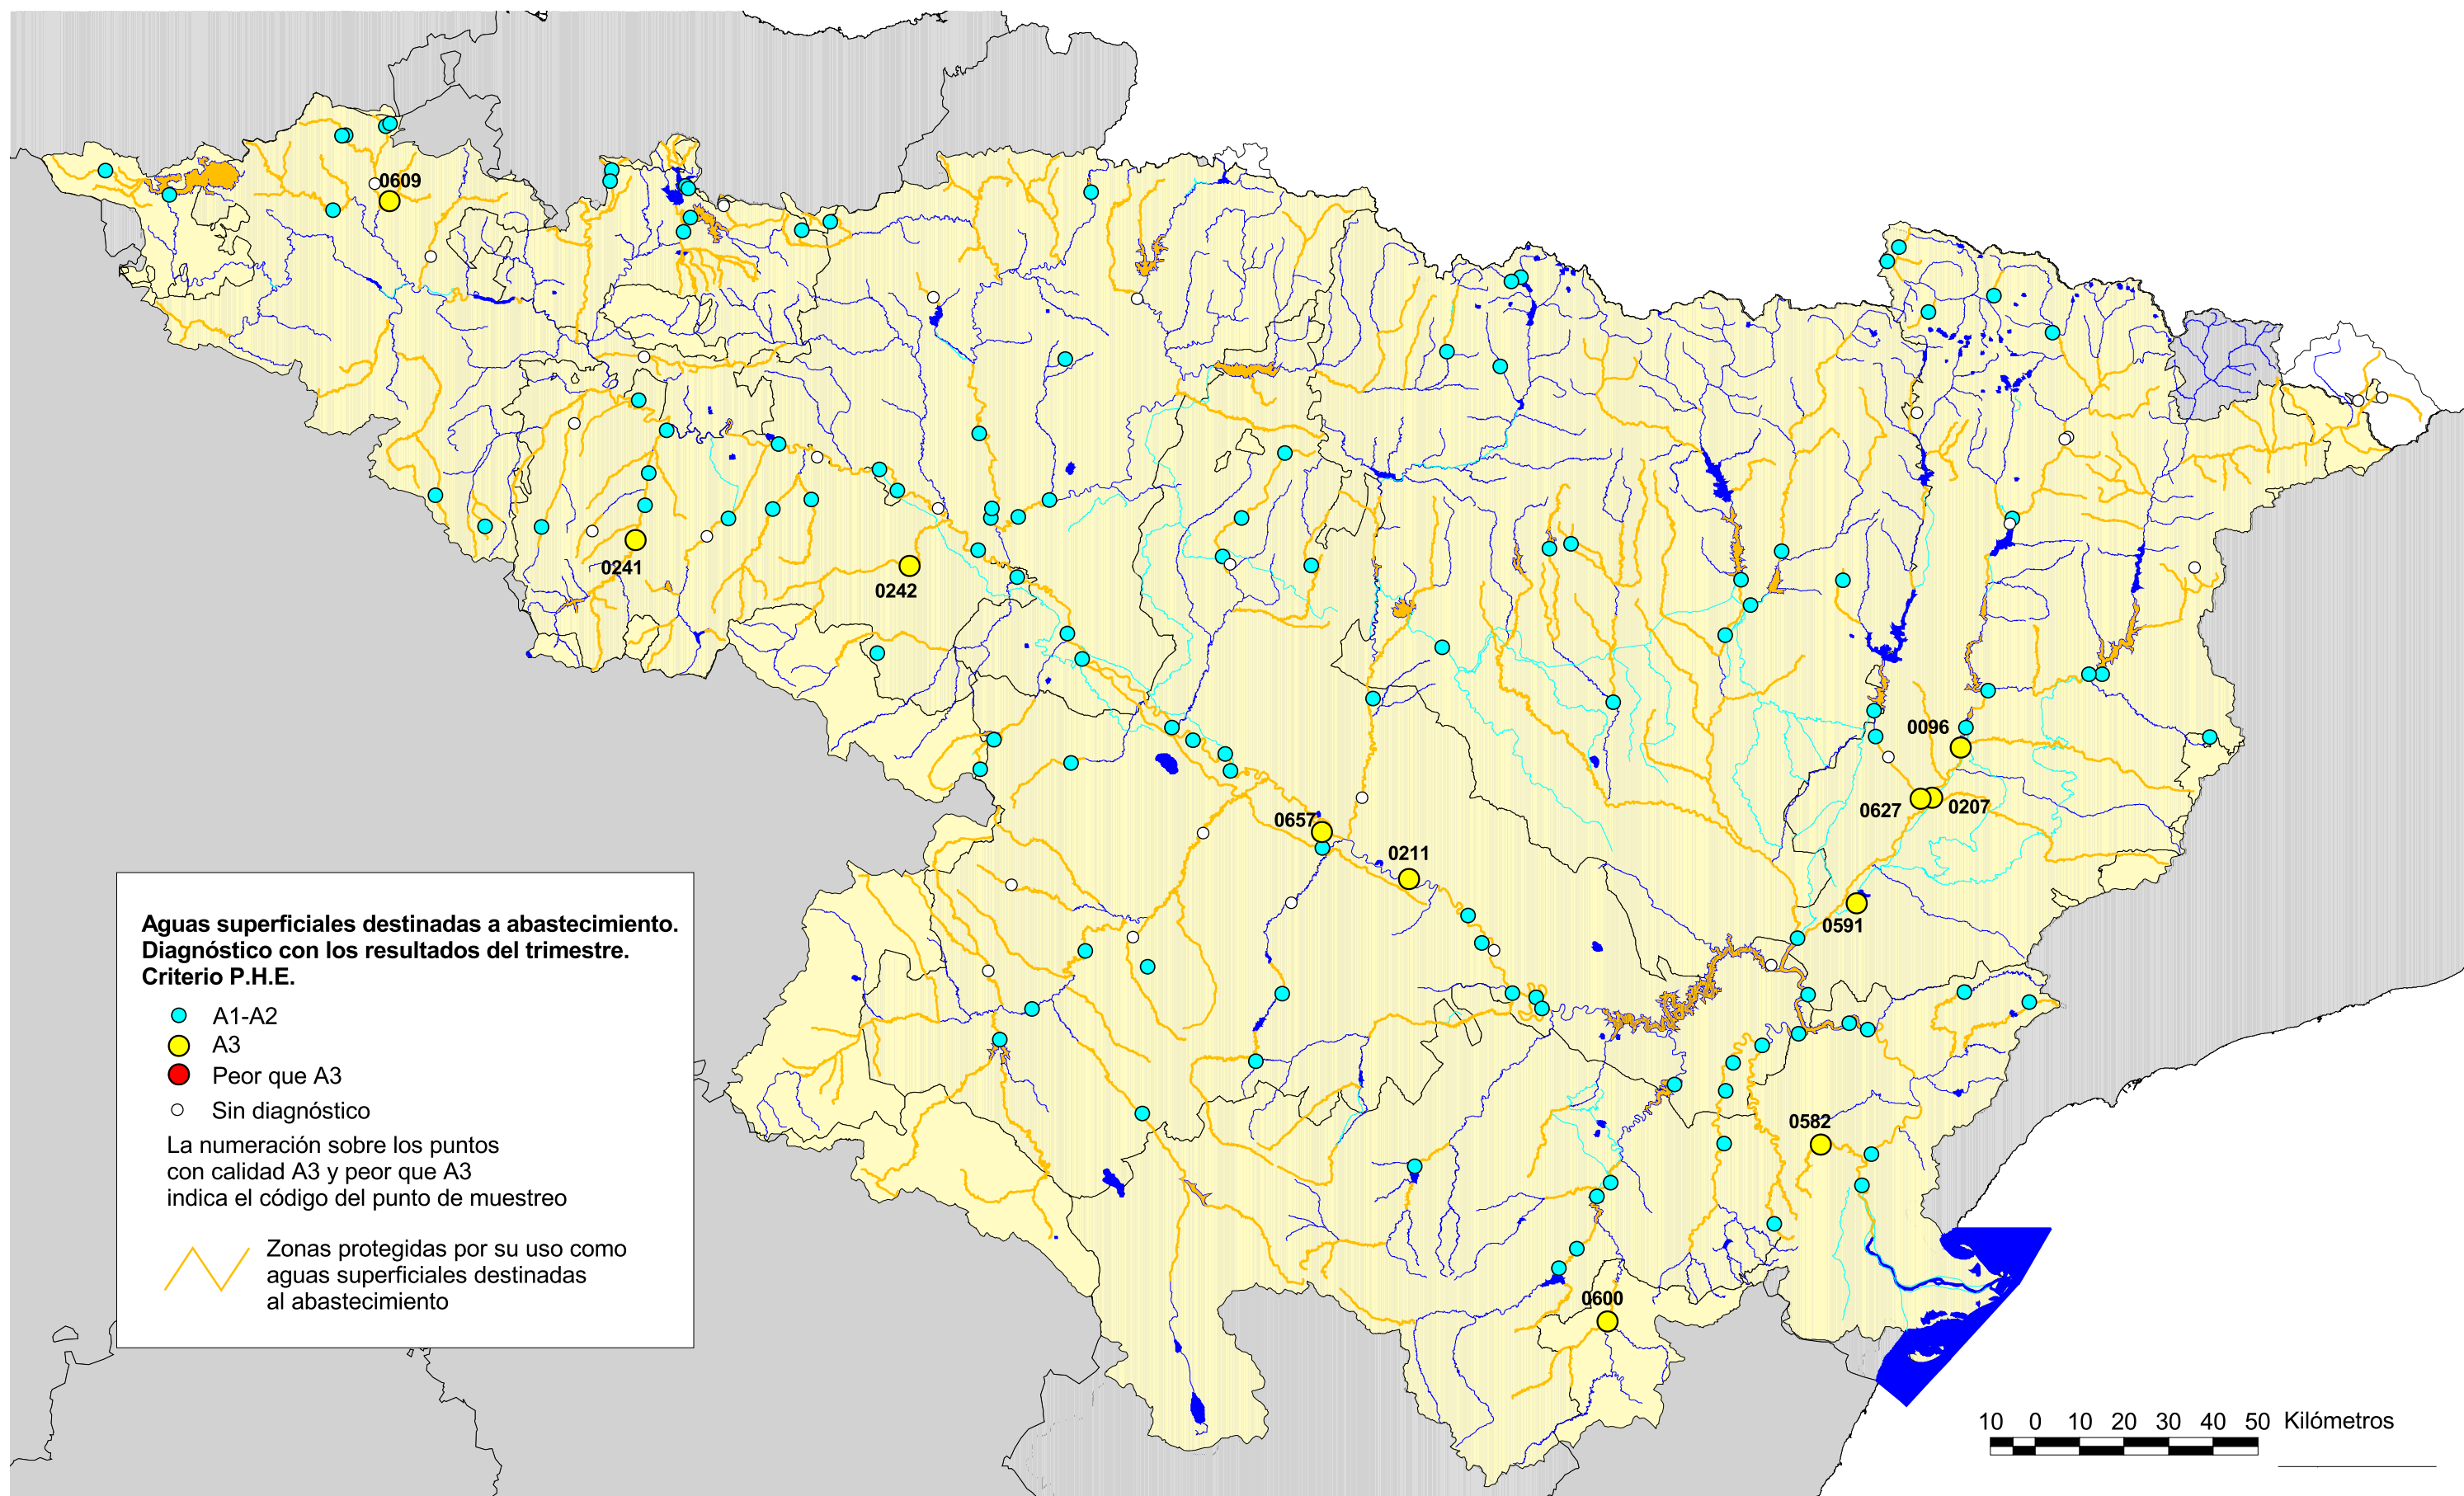 0609
0241
0242
0096
0627
0207
0657
0211
0591
0582
0600
Aguas superficiales destinadas a abastecimiento.
Diagnóstico con los resultados del trimestre.
Criterio P.H.E.
A1-A2
A3
Peor que A3
Sin diagnóstico
La numeración sobre los puntos
con calidad A3 y peor que A3
indica el código del punto de muestreo
Zonas protegidas por su uso como
aguas superficiales destinadas
al abastecimiento
10 0 10 20 30 40 50 Kilómetros